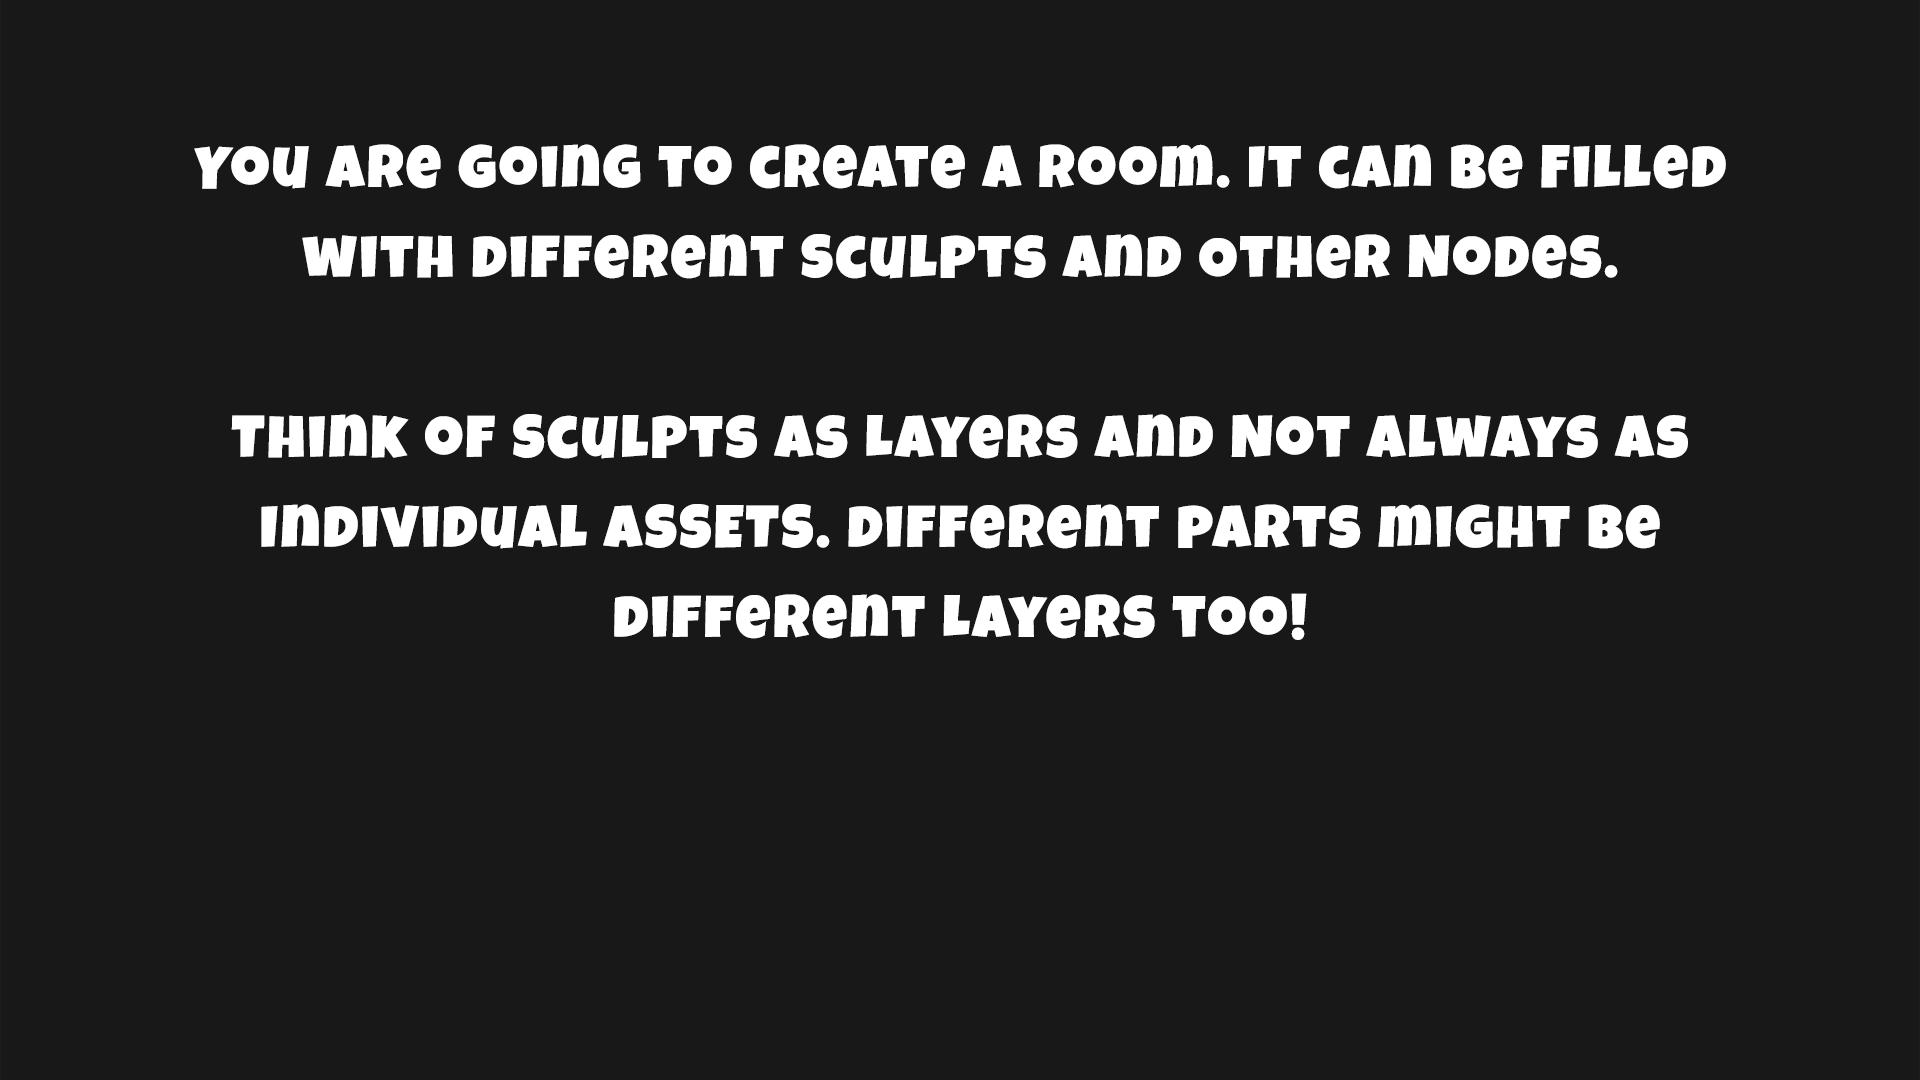 You are going to create a room. It can be filled
with different sculpts and other nodes.
Think of sculpts as layers and not always as
individual assets. Different parts might be
different layers too!